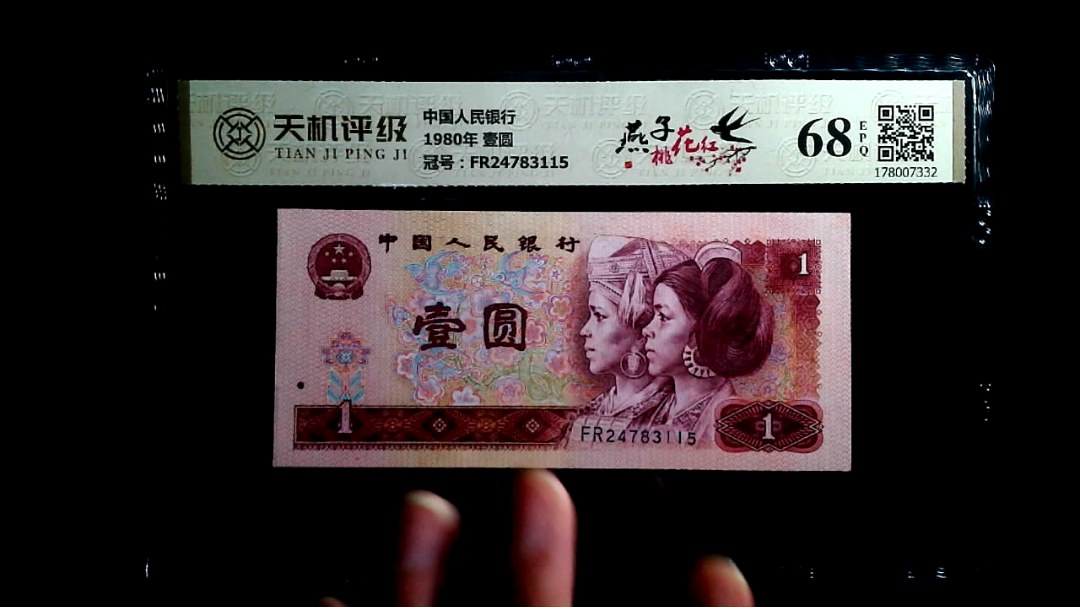 天机评级
TIAN JI PING JI
中国人民银行
1980年 壹圆
冠号：FR24783115
燕子
桃花红
68
EPQ
178007332
中国人民银行
1
壹圆
1
FR24783115
1